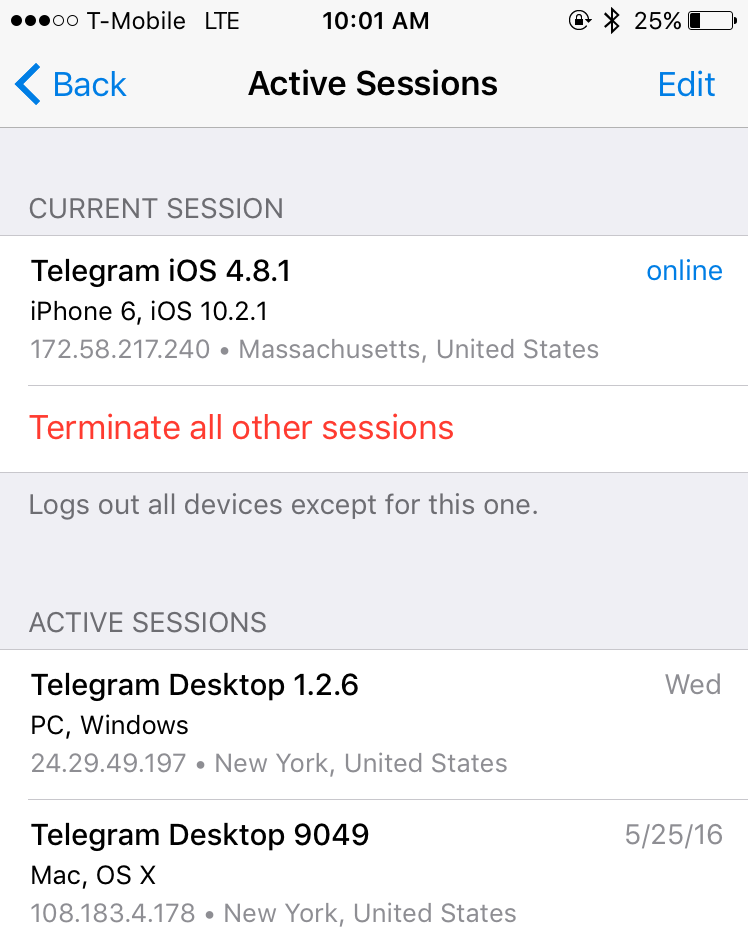 T-Mobile LTE 10:01 AM 25%
Back Active Sessions Edit
CURRENT SESSION
Telegram iOS 4.8.1 online
iPhone 6, iOS 10.2.1
172.58.217.240 • Massachusetts, United States
Terminate all other sessions
Logs out all devices except for this one.
ACTIVE SESSIONS
Telegram Desktop 1.2.6 Wed
PC, Windows
24.29.49.197 • New York, United States
Telegram Desktop 9049 5/25/16
Mac, OS X
108.183.4.178 • New York, United States